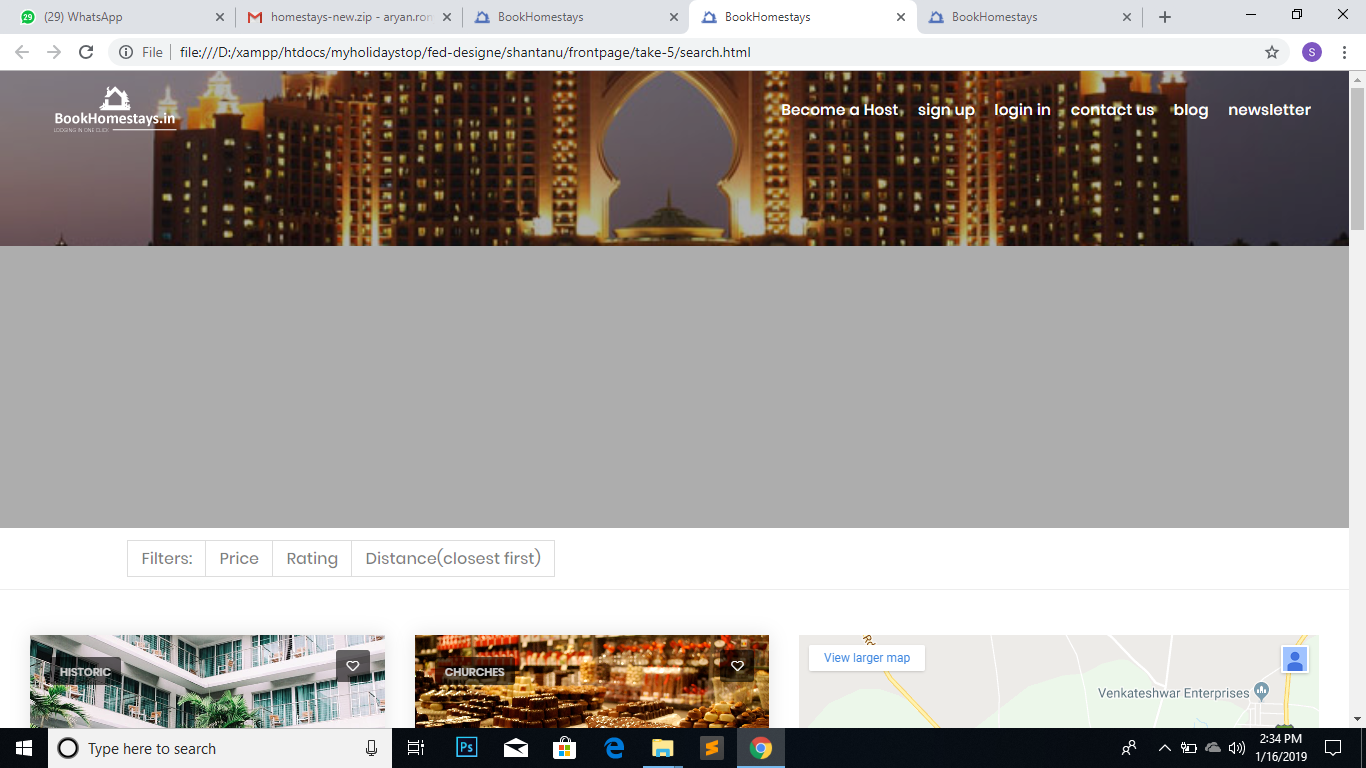 29 (29) WhatsApp
homestays-new.zip - aryan.ron
BookHomestays
BookHomestays
BookHomestays
File
file:///D:/xampp/htdocs/myholidaystop/fed-designe/shantanu/frontpage/take-5/search.html
S
BookHomestays.in
LODGING IN ONE CLICK
Become a Host sign up login in contact us blog newsletter
Filters: Price Rating Distance(closest first)
HISTORIC
CHURCHES
View larger map
Venkateshwar Enterprises
Type here to search
Ps
2:34 PM
1/16/2019